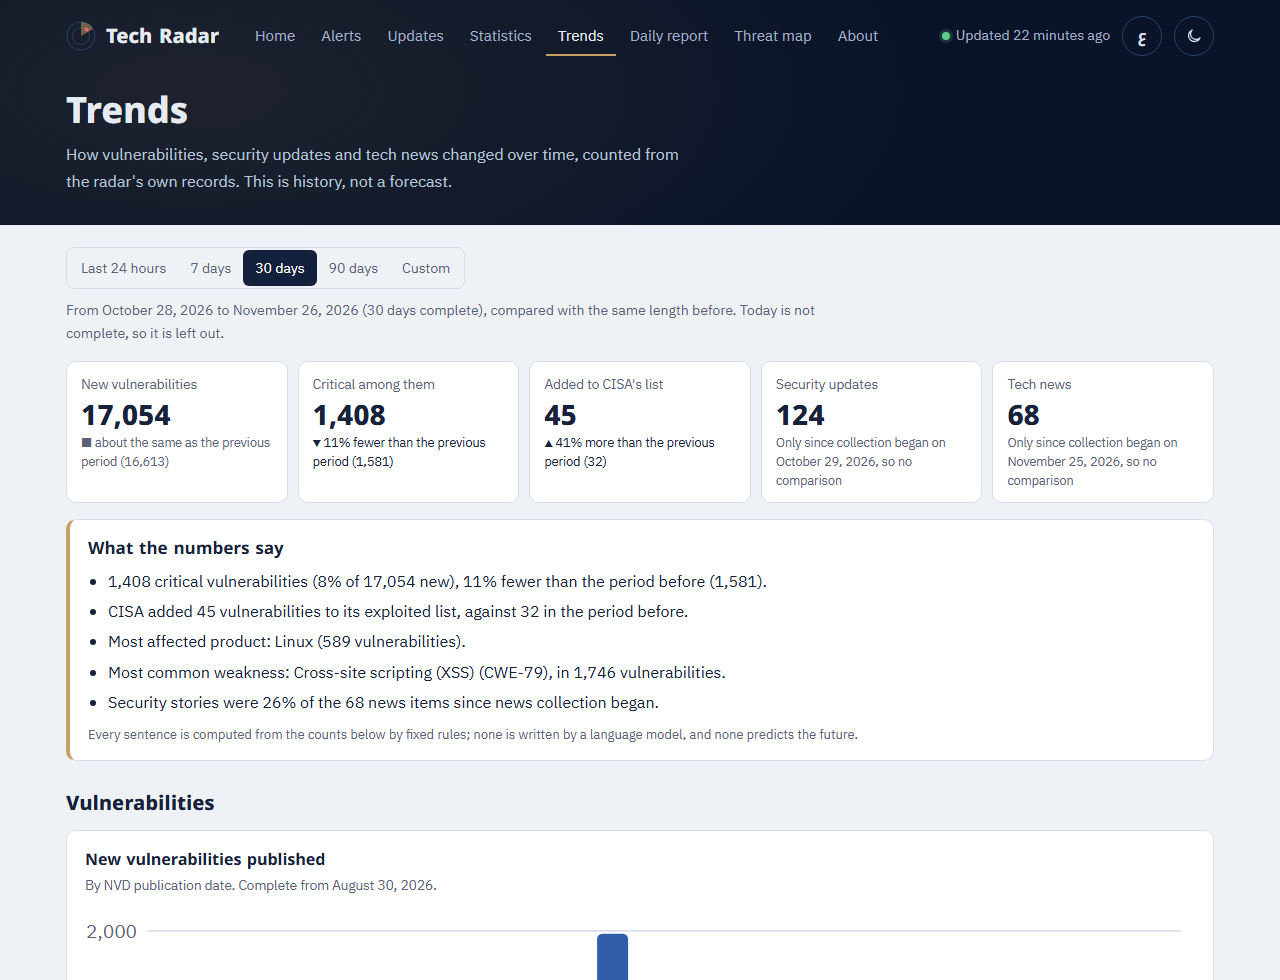 Tech Radar
Home
Alerts
Updates
Statistics
Trends
Daily report
Threat map
About
Updated 22 minutes ago
ع
Trends
How vulnerabilities, security updates and tech news changed over time, counted from
the radar's own records. This is history, not a forecast.
Last 24 hours
7 days
30 days
90 days
Custom
From October 28, 2026 to November 26, 2026 (30 days complete), compared with the same length before. Today is not
complete, so it is left out.
New vulnerabilities
17,054
■ about the same as the previous
period (16,613)
Critical among them
1,408
▼ 11% fewer than the previous
period (1,581)
Added to CISA's list
45
▲ 41% more than the previous
period (32)
Security updates
124
Only since collection began on
October 29, 2026, so no
comparison
Tech news
68
Only since collection began on
November 25, 2026, so no
comparison
What the numbers say
• 1,408 critical vulnerabilities (8% of 17,054 new), 11% fewer than the period before (1,581).
• CISA added 45 vulnerabilities to its exploited list, against 32 in the period before.
• Most affected product: Linux (589 vulnerabilities).
• Most common weakness: Cross-site scripting (XSS) (CWE-79), in 1,746 vulnerabilities.
• Security stories were 26% of the 68 news items since news collection began.
Every sentence is computed from the counts below by fixed rules; none is written by a language model, and none predicts the future.
Vulnerabilities
New vulnerabilities published
By NVD publication date. Complete from August 30, 2026.
2,000